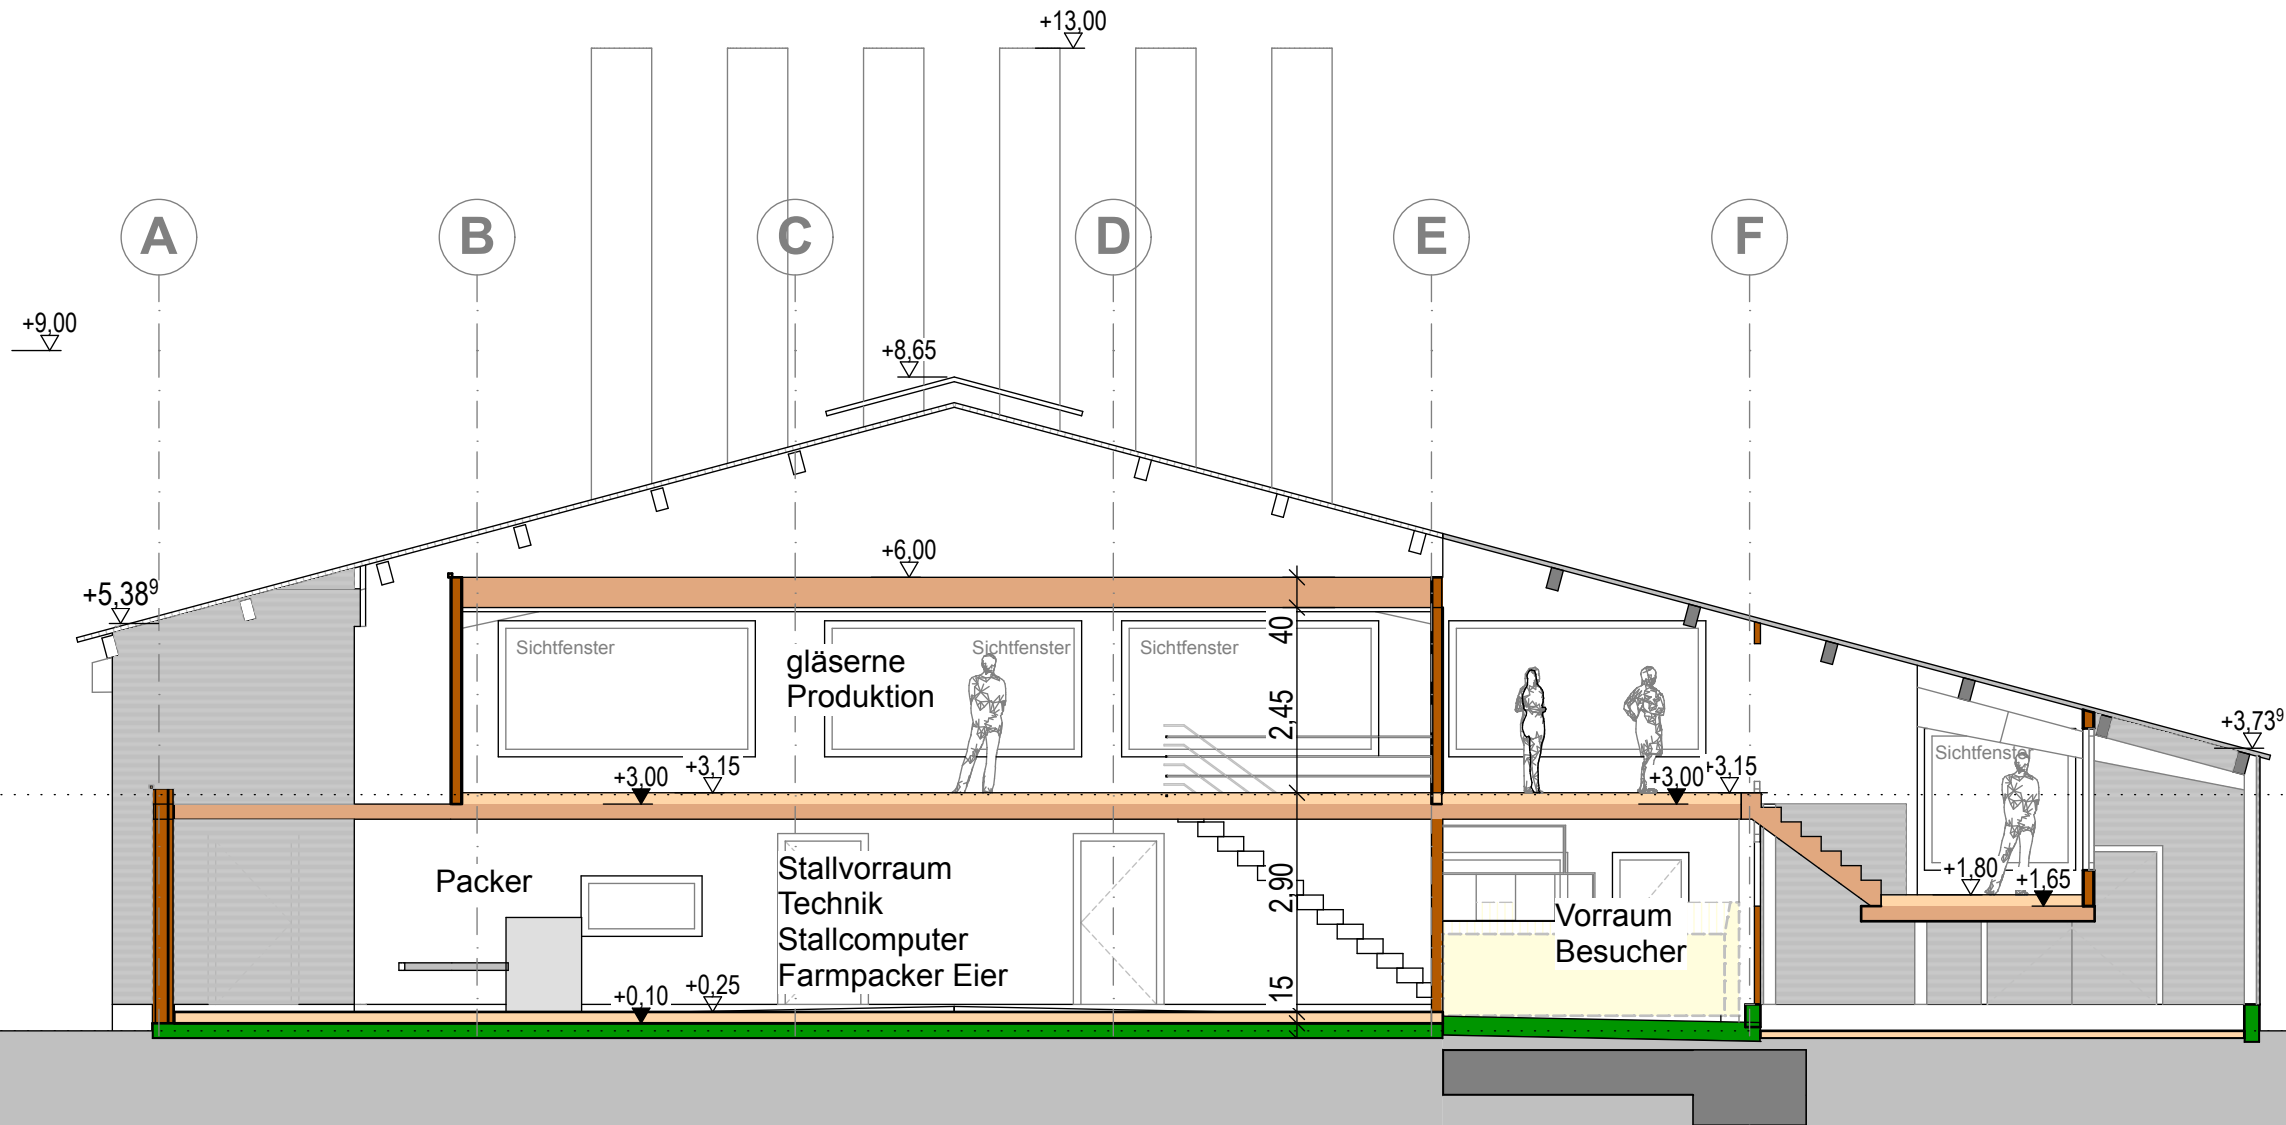 +13,00
A
B
C
D
E
F
+9,00
+8,65
+6,00
+5,38⁹
Sichtfenster
Sichtfenster
Sichtfenster
gläserne
Produktion
40
2,45
+3,73⁹
Sichtfenster
+3,00
+3,15
+3,00
+3,15
Packer
Stallvorraum
Technik
Stallcomputer
Farmpacker Eier
2,90
+1,80
+1,65
Vorraum
Besucher
+0,10
+0,25
15